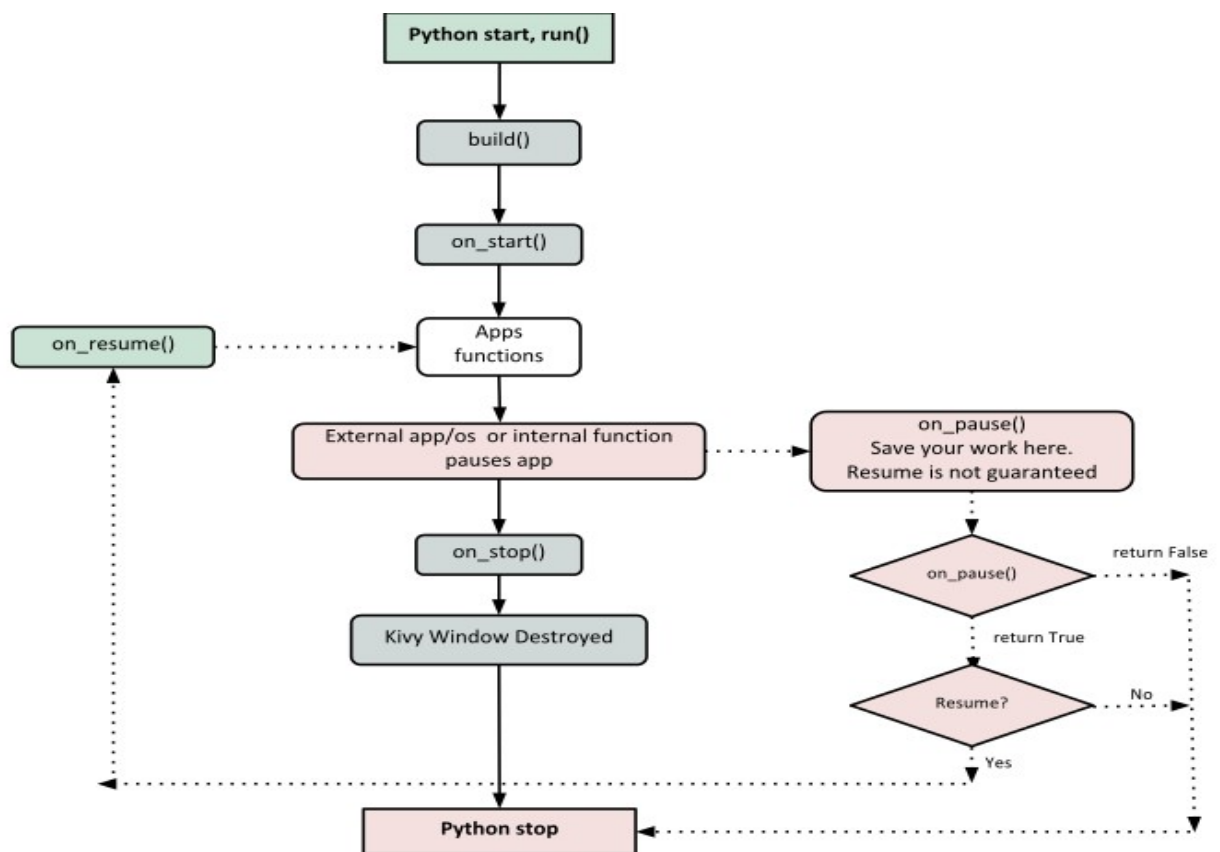 Python start, run()
build()
on_start()
on_resume()
Apps
functions
External app/os or internal function
pauses app
on_pause()
Save your work here.
Resume is not guaranteed
on_stop()
on_pause()
return False
Kivy Window Destroyed
return True
Resume?
No
Yes
Python stop